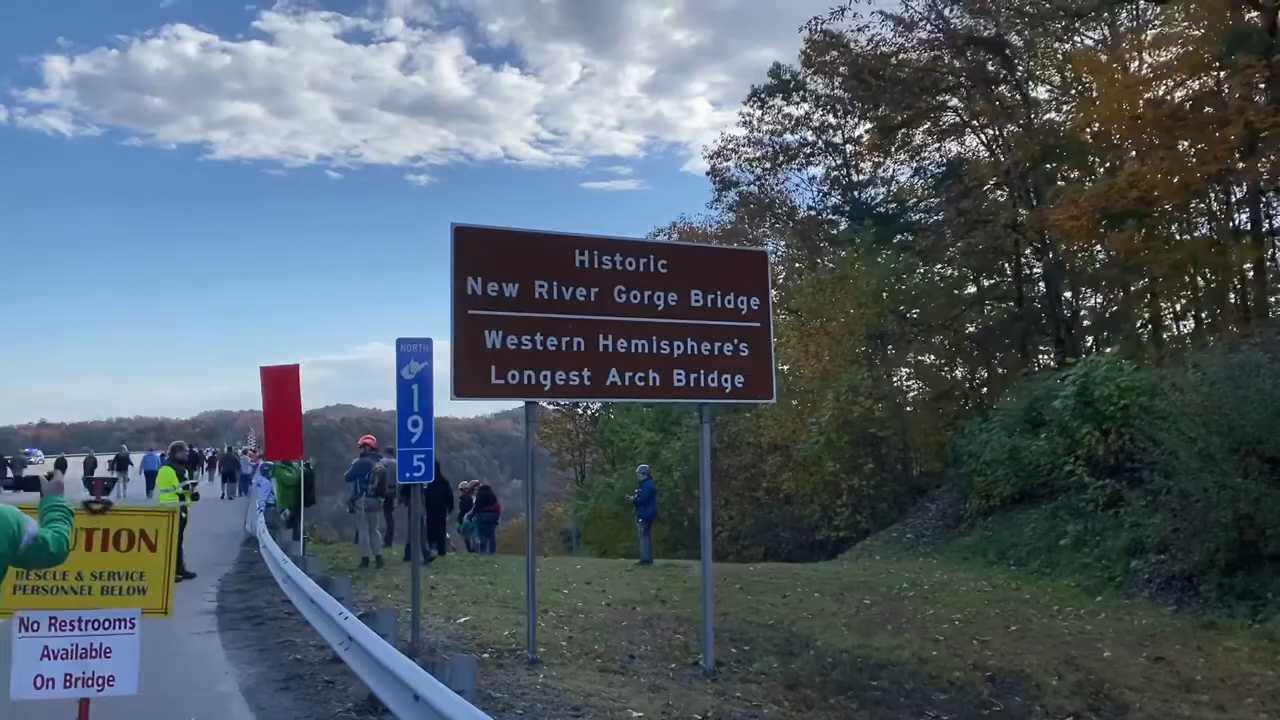 Historic
New River Gorge Bridge
Western Hemisphere's
Longest Arch Bridge
NORTH
19
.5
UTION
RESCUE & SERVICE
PERSONNEL BELOW
No Restrooms
Available
On Bridge